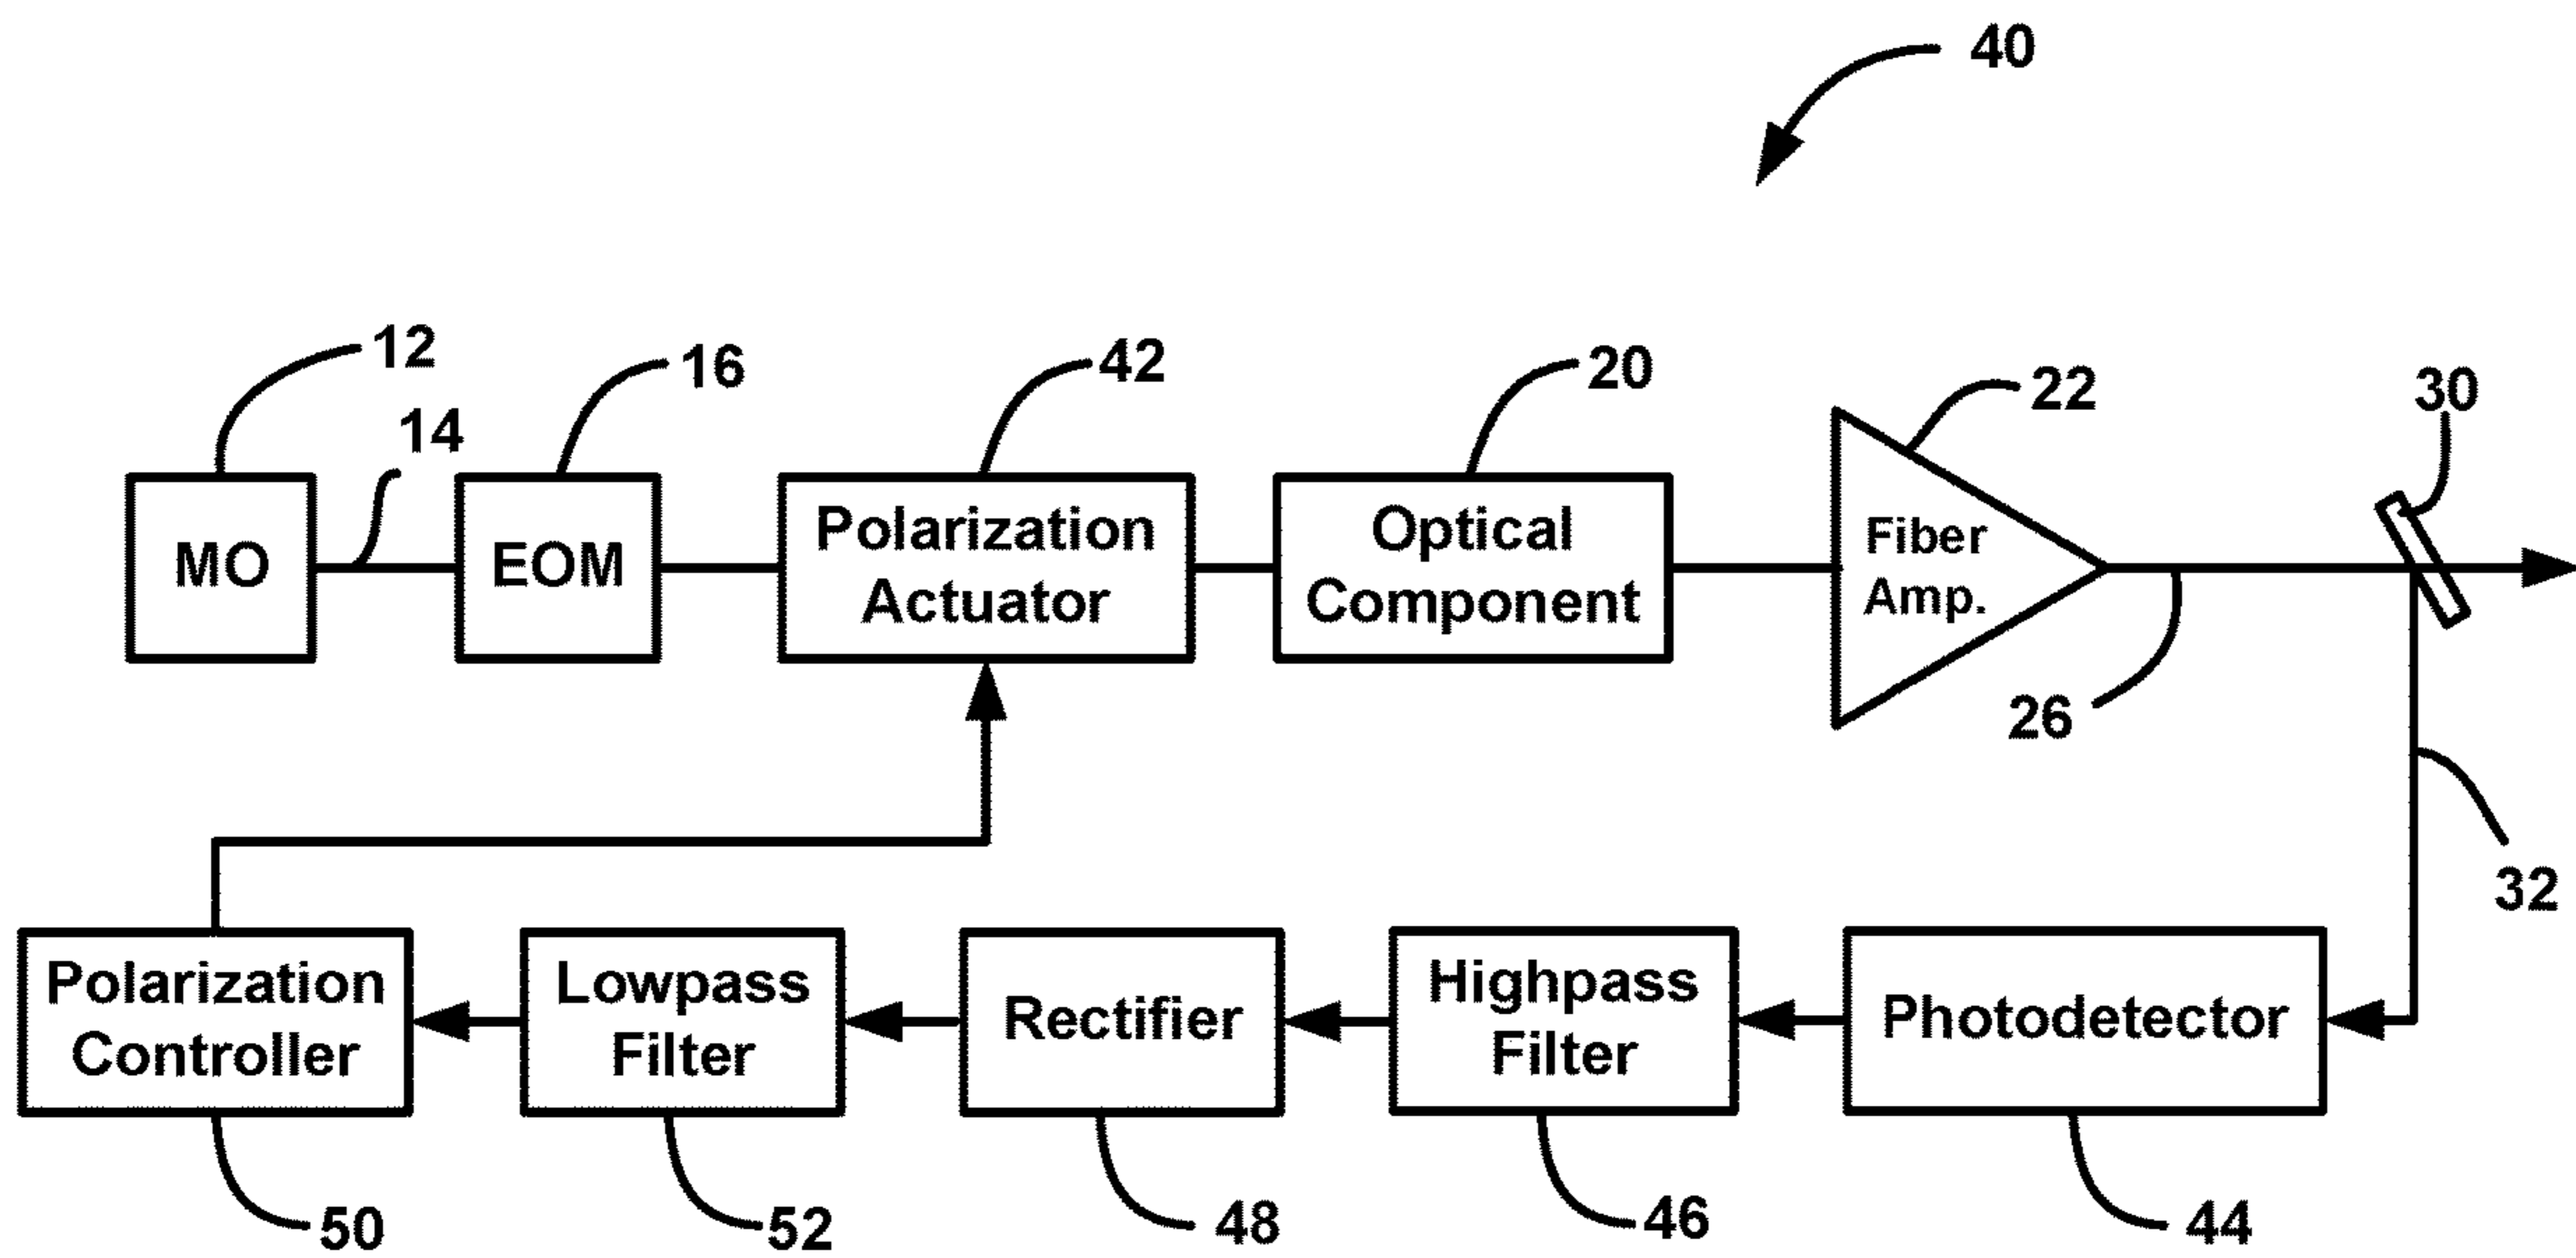 40
12
14
16
42
20
22
30
MO
EOM
Polarization
Actuator
Optical
Component
Fiber
Amp.
26
32
Polarization
Controller
Lowpass
Filter
Rectifier
Highpass
Filter
Photodetector
50
52
48
46
44